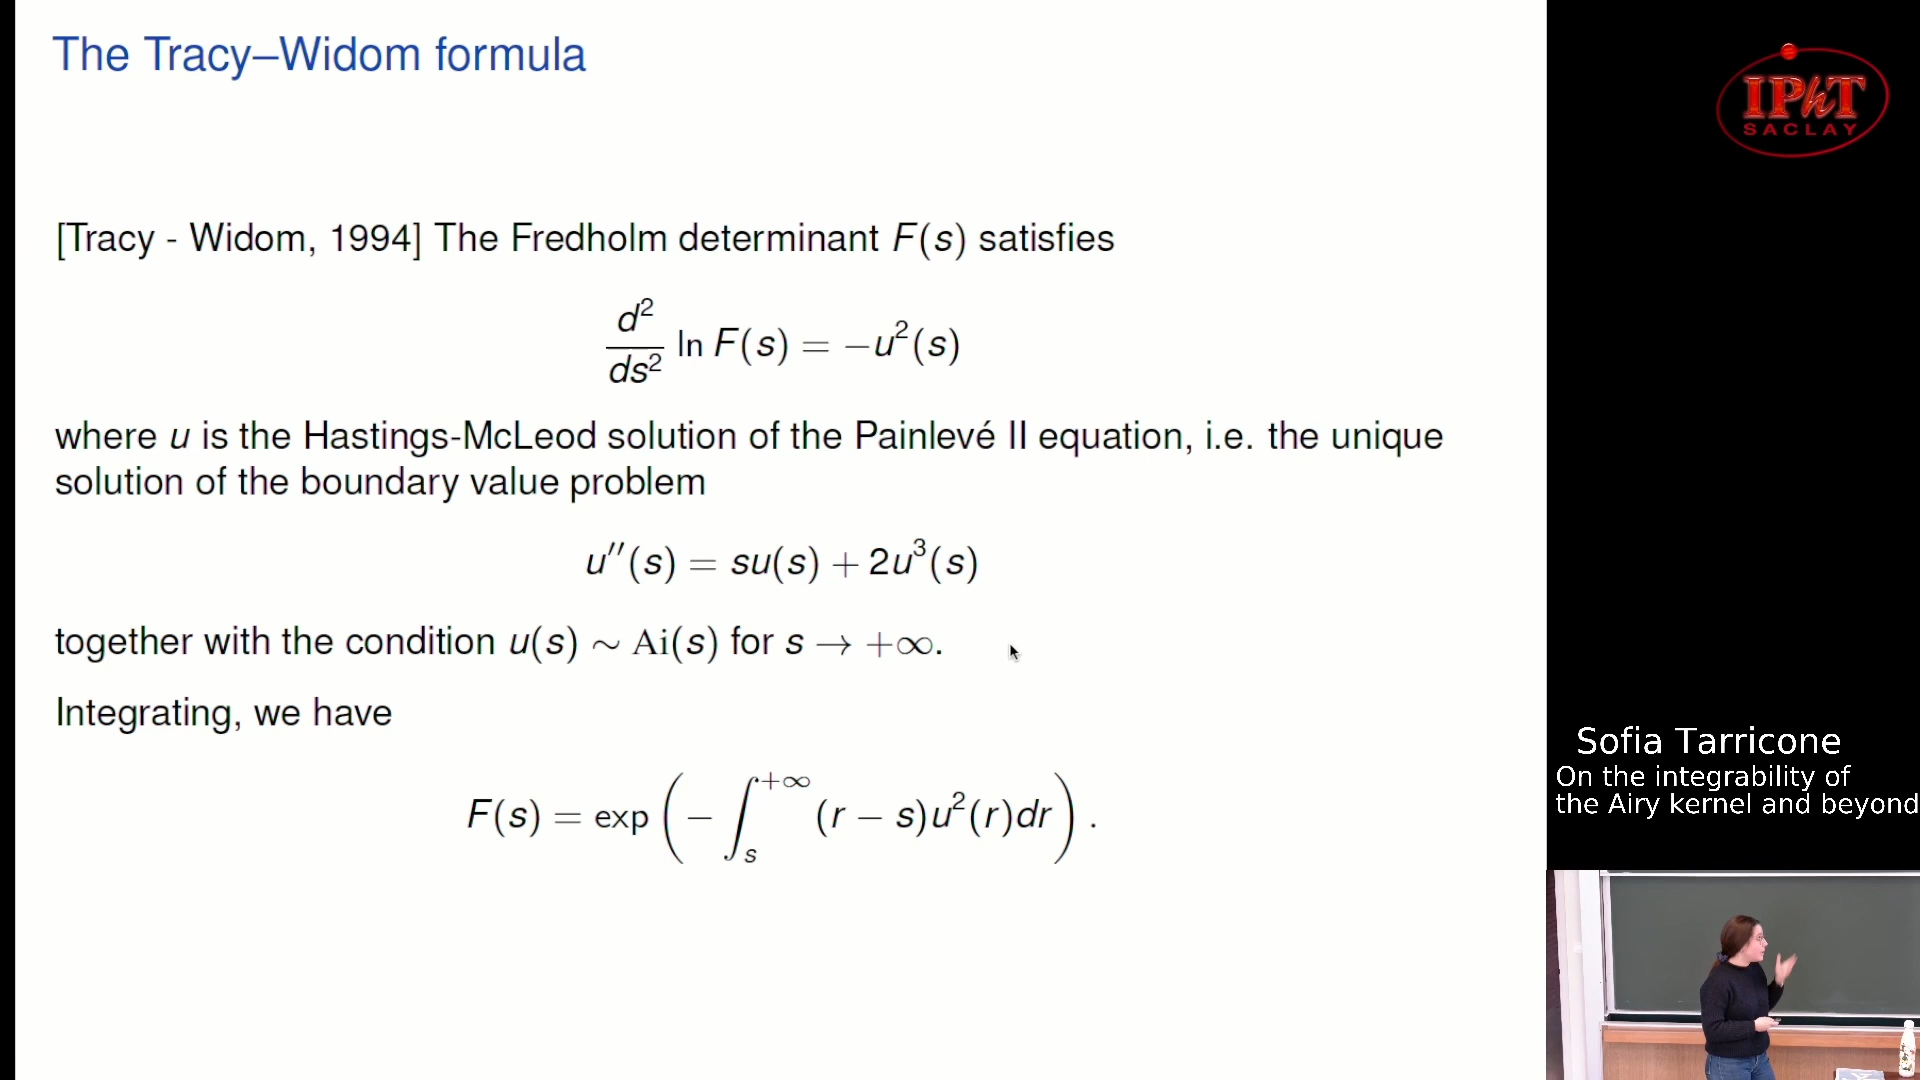 The Tracy–Widom formula
[Tracy - Widom, 1994] The Fredholm determinant F(s) satisfies
d²/ds² ln F(s) = −u²(s)
where u is the Hastings-McLeod solution of the Painlevé II equation, i.e. the unique
solution of the boundary value problem
u′′(s) = su(s) + 2u³(s)
together with the condition u(s) ∼ Ai(s) for s → +∞.
Integrating, we have
F(s) = exp(−∫ₛ^{+∞} (r − s)u²(r)dr).
IPhT
SACLAY
Sofia Tarricone
On the integrability of
the Airy kernel and beyond